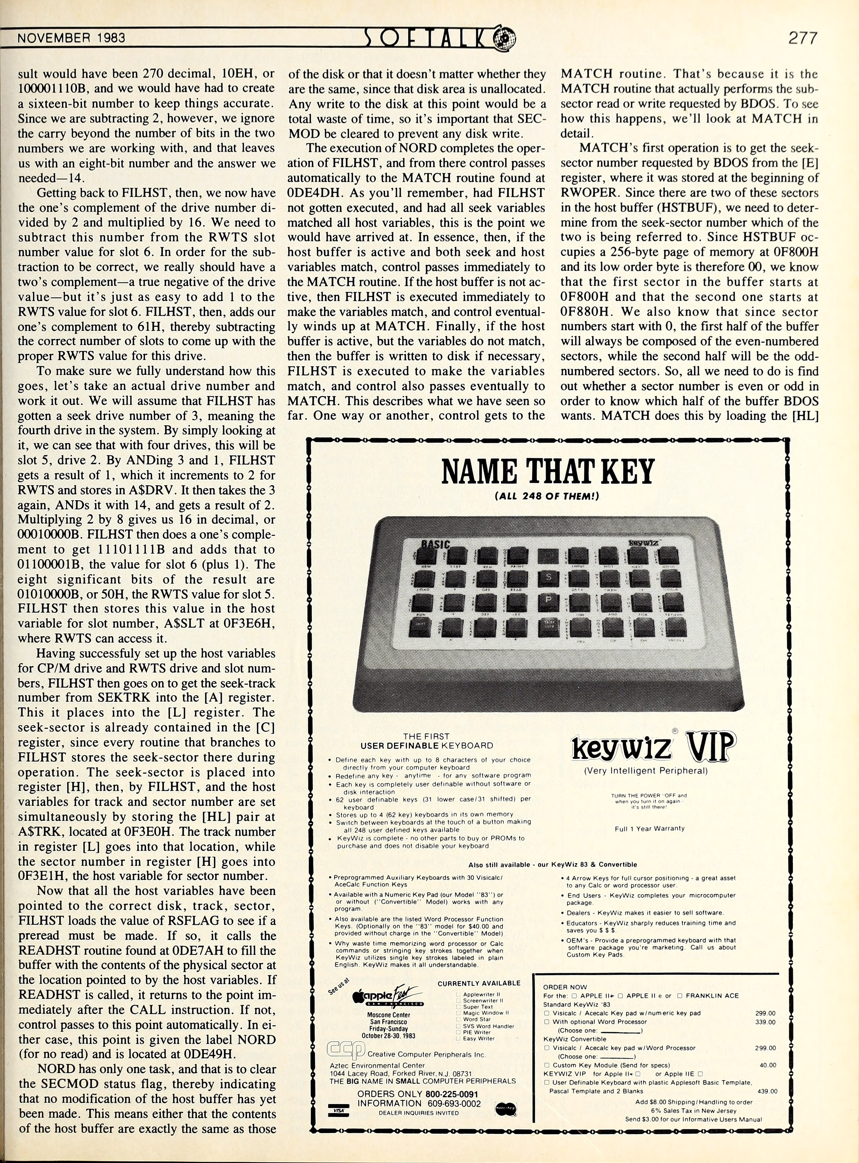 NOVEMBER 1983
SOFTALK
277
sult would have been 270 decimal, 10EH, or
100001110B, and we would have had to create
a sixteen-bit number to keep things accurate.
Since we are subtracting 2, however, we ignore
the carry beyond the number of bits in the two
numbers we are working with, and that leaves
us with an eight-bit number and the answer we
needed—14.
Getting back to FILHST, then, we now have
the one's complement of the drive number di-
vided by 2 and multiplied by 16. We need to
subtract this number from the RWTS slot
number value for slot 6. In order for the sub-
traction to be correct, we really should have a
two's complement—a true negative of the drive
value—but it's just as easy to add 1 to the
RWTS value for slot 6. FILHST, then, adds our
one's complement to 61H, thereby subtracting
the correct number of slots to come up with the
proper RWTS value for this drive.
To make sure we fully understand how this
goes, let's take an actual drive number and
work it out. We will assume that FILHST has
gotten a seek drive number of 3, meaning the
fourth drive in the system. By simply looking at
it, we can see that with four drives, this will be
slot 5, drive 2. By ANDing 3 and 1, FILHST
gets a result of 1, which it increments to 2 for
RWTS and stores in A$DRV. It then takes the 3
again, ANDs it with 14, and gets a result of 2.
Multiplying 2 by 8 gives us 16 in decimal, or
00010000B. FILHST then does a one's comple-
ment to get 11101111B and adds that to
01100001B, the value for slot 6 (plus 1). The
eight significant bits of the result are
01010000B, or 50H, the RWTS value for slot 5.
FILHST then stores this value in the host
variable for slot number, A$SLT at 0F3E6H,
where RWTS can access it.
Having successfuly set up the host variables
for CP/M drive and RWTS drive and slot num-
bers, FILHST then goes on to get the seek-track
number from SEKTRK into the [A] register.
This it places into the [L] register. The
seek-sector is already contained in the [C]
register, since every routine that branches to
FILHST stores the seek-sector there during
operation. The seek-sector is placed into
register [H], then, by FILHST, and the host
variables for track and sector number are set
simultaneously by storing the [HL] pair at
A$TRK, located at 0F3E0H. The track number
in register [L] goes into that location, while
the sector number in register [H] goes into
0F3E1H, the host variable for sector number.
Now that all the host variables have been
pointed to the correct disk, track, sector,
FILHST loads the value of RSFLAG to see if a
preread must be made. If so, it calls the
READHST routine found at 0DE7AH to fill the
buffer with the contents of the physical sector at
the location pointed to by the host variables. If
READHST is called, it returns to the point im-
mediately after the CALL instruction. If not,
control passes to this point automatically. In ei-
ther case, this point is given the label NORD
(for no read) and is located at 0DE49H.
NORD has only one task, and that is to clear
the SECMOD status flag, thereby indicating
that no modification of the host buffer has yet
been made. This means either that the contents
of the host buffer are exactly the same as those
of the disk or that it doesn't matter whether they
are the same, since that disk area is unallocated.
Any write to the disk at this point would be a
total waste of time, so it's important that SEC-
MOD be cleared to prevent any disk write.
The execution of NORD completes the oper-
ation of FILHST, and from there control passes
automatically to the MATCH routine found at
0DE4DH. As you'll remember, had FILHST
not gotten executed, and had all seek variables
matched all host variables, this is the point we
would have arrived at. In essence, then, if the
host buffer is active and both seek and host
variables match, control passes immediately to
the MATCH routine. If the host buffer is not ac-
tive, then FILHST is executed immediately to
make the variables match, and control eventual-
ly winds up at MATCH. Finally, if the host
buffer is active, but the variables do not match,
then the buffer is written to disk if necessary,
FILHST is executed to make the variables
match, and control also passes eventually to
MATCH. This describes what we have seen so
far. One way or another, control gets to the
MATCH routine. That's because it is the
MATCH routine that actually performs the sub-
sector read or write requested by BDOS. To see
how this happens, we'll look at MATCH in
detail.
MATCH's first operation is to get the seek-
sector number requested by BDOS from the [E]
register, where it was stored at the beginning of
RWOPER. Since there are two of these sectors
in the host buffer (HSTBUF), we need to deter-
mine from the seek-sector number which of the
two is being referred to. Since HSTBUF oc-
cupies a 256-byte page of memory at 0F800H
and its low order byte is therefore 00, we know
that the first sector in the buffer starts at
0F800H and that the second one starts at
0F880H. We also know that since sector
numbers start with 0, the first half of the buffer
will always be composed of the even-numbered
sectors, while the second half will be the odd-
numbered sectors. So, all we need to do is find
out whether a sector number is even or odd in
order to know which half of the buffer BDOS
wants. MATCH does this by loading the [HL]
NAME THAT KEY
(ALL 248 OF THEM!)
BASIC
keywiz
S
P
THE FIRST
USER DEFINABLE KEYBOARD
• Define each key with up to 8 characters of your choice
directly from your computer keyboard
• Redefine any key - anytime - for any software program
• Each key is completely user definable without software or
disk interaction
• 62 user definable keys (31 lower case/31 shifted) per
keyboard
• Stores up to 4 (62 key) keyboards in its own memory
• Switch between keyboards at the touch of a button making
all 248 user defined keys available
• KeyWiz is complete - no other parts to buy or PROMs to
purchase and does not disable your keyboard
keywiz® VIP
(Very Intelligent Peripheral)
TURN THE POWER "OFF and
when you turn it on again
it's still there!
Full 1 Year Warranty
Also still available - our KeyWiz 83 & Convertible
• Preprogrammed Auxiliary Keyboards with 30 Visicalc/
AceCalc Function Keys
• Available with a Numeric Key Pad (our Model "83") or
or without ("Convertible" Model) works with any
program.
• Also available are the listed Word Processor Function
Keys. (Optionally on the "83" model for $40.00 and
provided without charge in the "Convertible" Model)
• Why waste time memorizing word processor or Calc
commands or stringing key strokes together when
KeyWiz utilizes single key strokes labeled in plain
English. KeyWiz makes it all understandable.
• 4 Arrow Keys for full cursor positioning - a great asset
to any Calc or word processor user.
• End Users - KeyWiz completes your microcomputer
package.
• Dealers - KeyWiz makes it easier to sell software.
• Educators - KeyWiz sharply reduces training time and
saves you $ $ $.
• OEM's - Provide a preprogrammed keyboard with that
software package you're marketing. Call us about
Custom Key Pads.
See us at
apple Fest
SAN FRANCISCO
Moscone Center
San Francisco
Friday-Sunday
October 28-30, 1983
CURRENTLY AVAILABLE
□ Applewriter II
□ Screenwriter II
□ Super Text
□ Magic Window II
□ Word Star
□ SVS Word Handler
□ PIE Writer
□ Easy Writer
ccp Creative Computer Peripherals Inc.
Aztec Environmental Center
1044 Lacey Road, Forked River, N.J. 08731
THE BIG NAME IN SMALL COMPUTER PERIPHERALS
ORDERS ONLY 800-225-0091
INFORMATION 609-693-0002
DEALER INQUIRIES INVITED
VISA
ORDER NOW
For the: □ APPLE II+ □ APPLE II e or □ FRANKLIN ACE
Standard KeyWiz '83
□ Visicalc / Acecalc Key pad w/numeric key pad 299.00
□ With optional Word Processor 339.00
(Choose one: ________)
KeyWiz Convertible
□ Visicalc / Acecalc key pad w/Word Processor 299.00
(Choose one: ________)
□ Custom Key Module (Send for specs) 40.00
KEYWIZ VIP for Apple II+ □ or Apple IIE □
□ User Definable Keyboard with plastic Applesoft Basic Template,
Pascal Template and 2 Blanks 439.00
Add $8.00 Shipping/Handling to order
6% Sales Tax in New Jersey
Send $3.00 for our Informative Users Manual